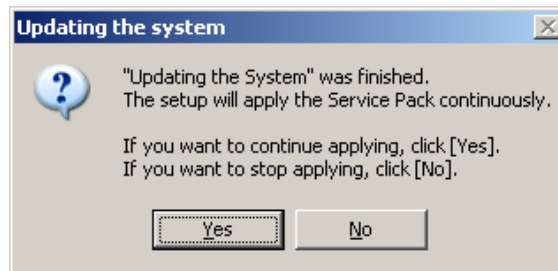 Updating the system
"Updating the System" was finished.
The setup will apply the Service Pack continuously.
If you want to continue applying, click [Yes].
If you want to stop applying, click [No].
Yes
No